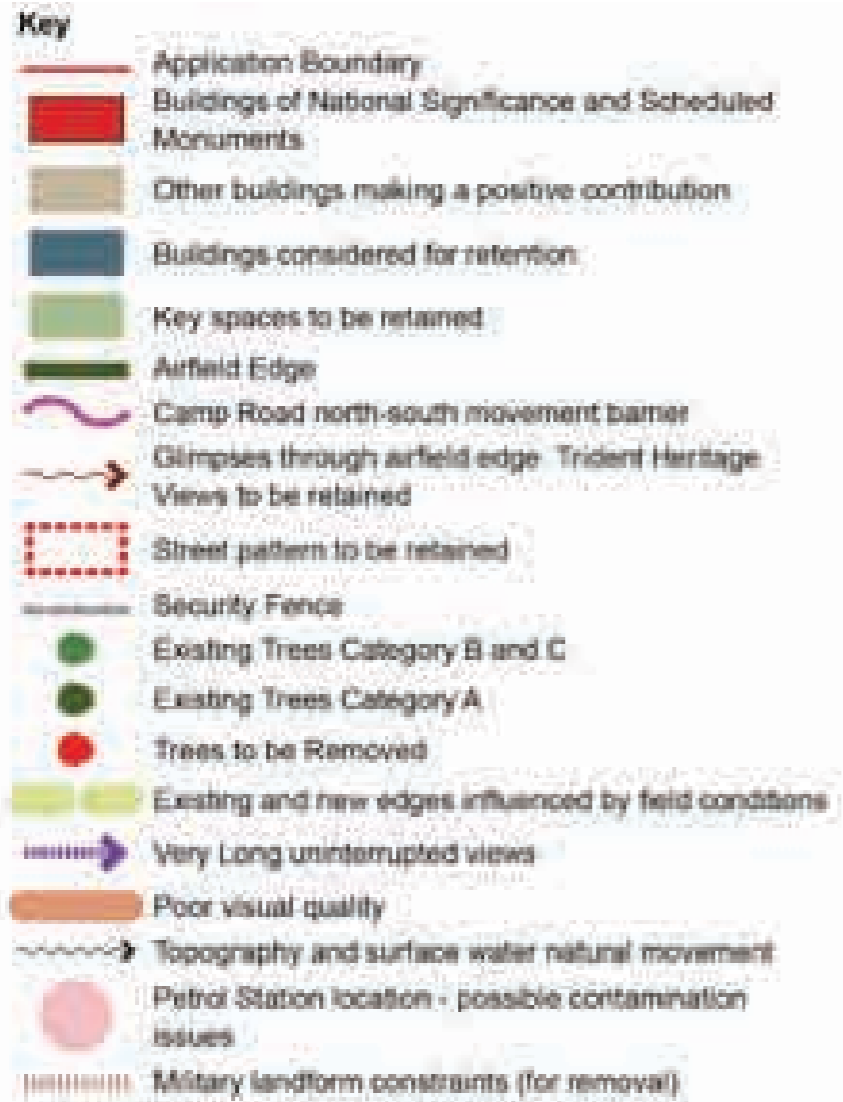 Key
Application Boundary
Buildings of National Significance and Scheduled
Monuments
Other buildings making a positive contribution
Buildings considered for retention
Key spaces to be retained
Airfield Edge
Camp Road north-south movement barrier
Glimpses through airfield edge. Trident Heritage
Views to be retained
Street pattern to be retained
Security Fence
Existing Trees Category B and C
Existing Trees Category A
Trees to be Removed
Existing and new edges influenced by field conditions
Very Long uninterrupted views
Poor visual quality
Topography and surface water natural movement
Petrol Station location - possible contamination
issues
Military landform constraints (for removal)